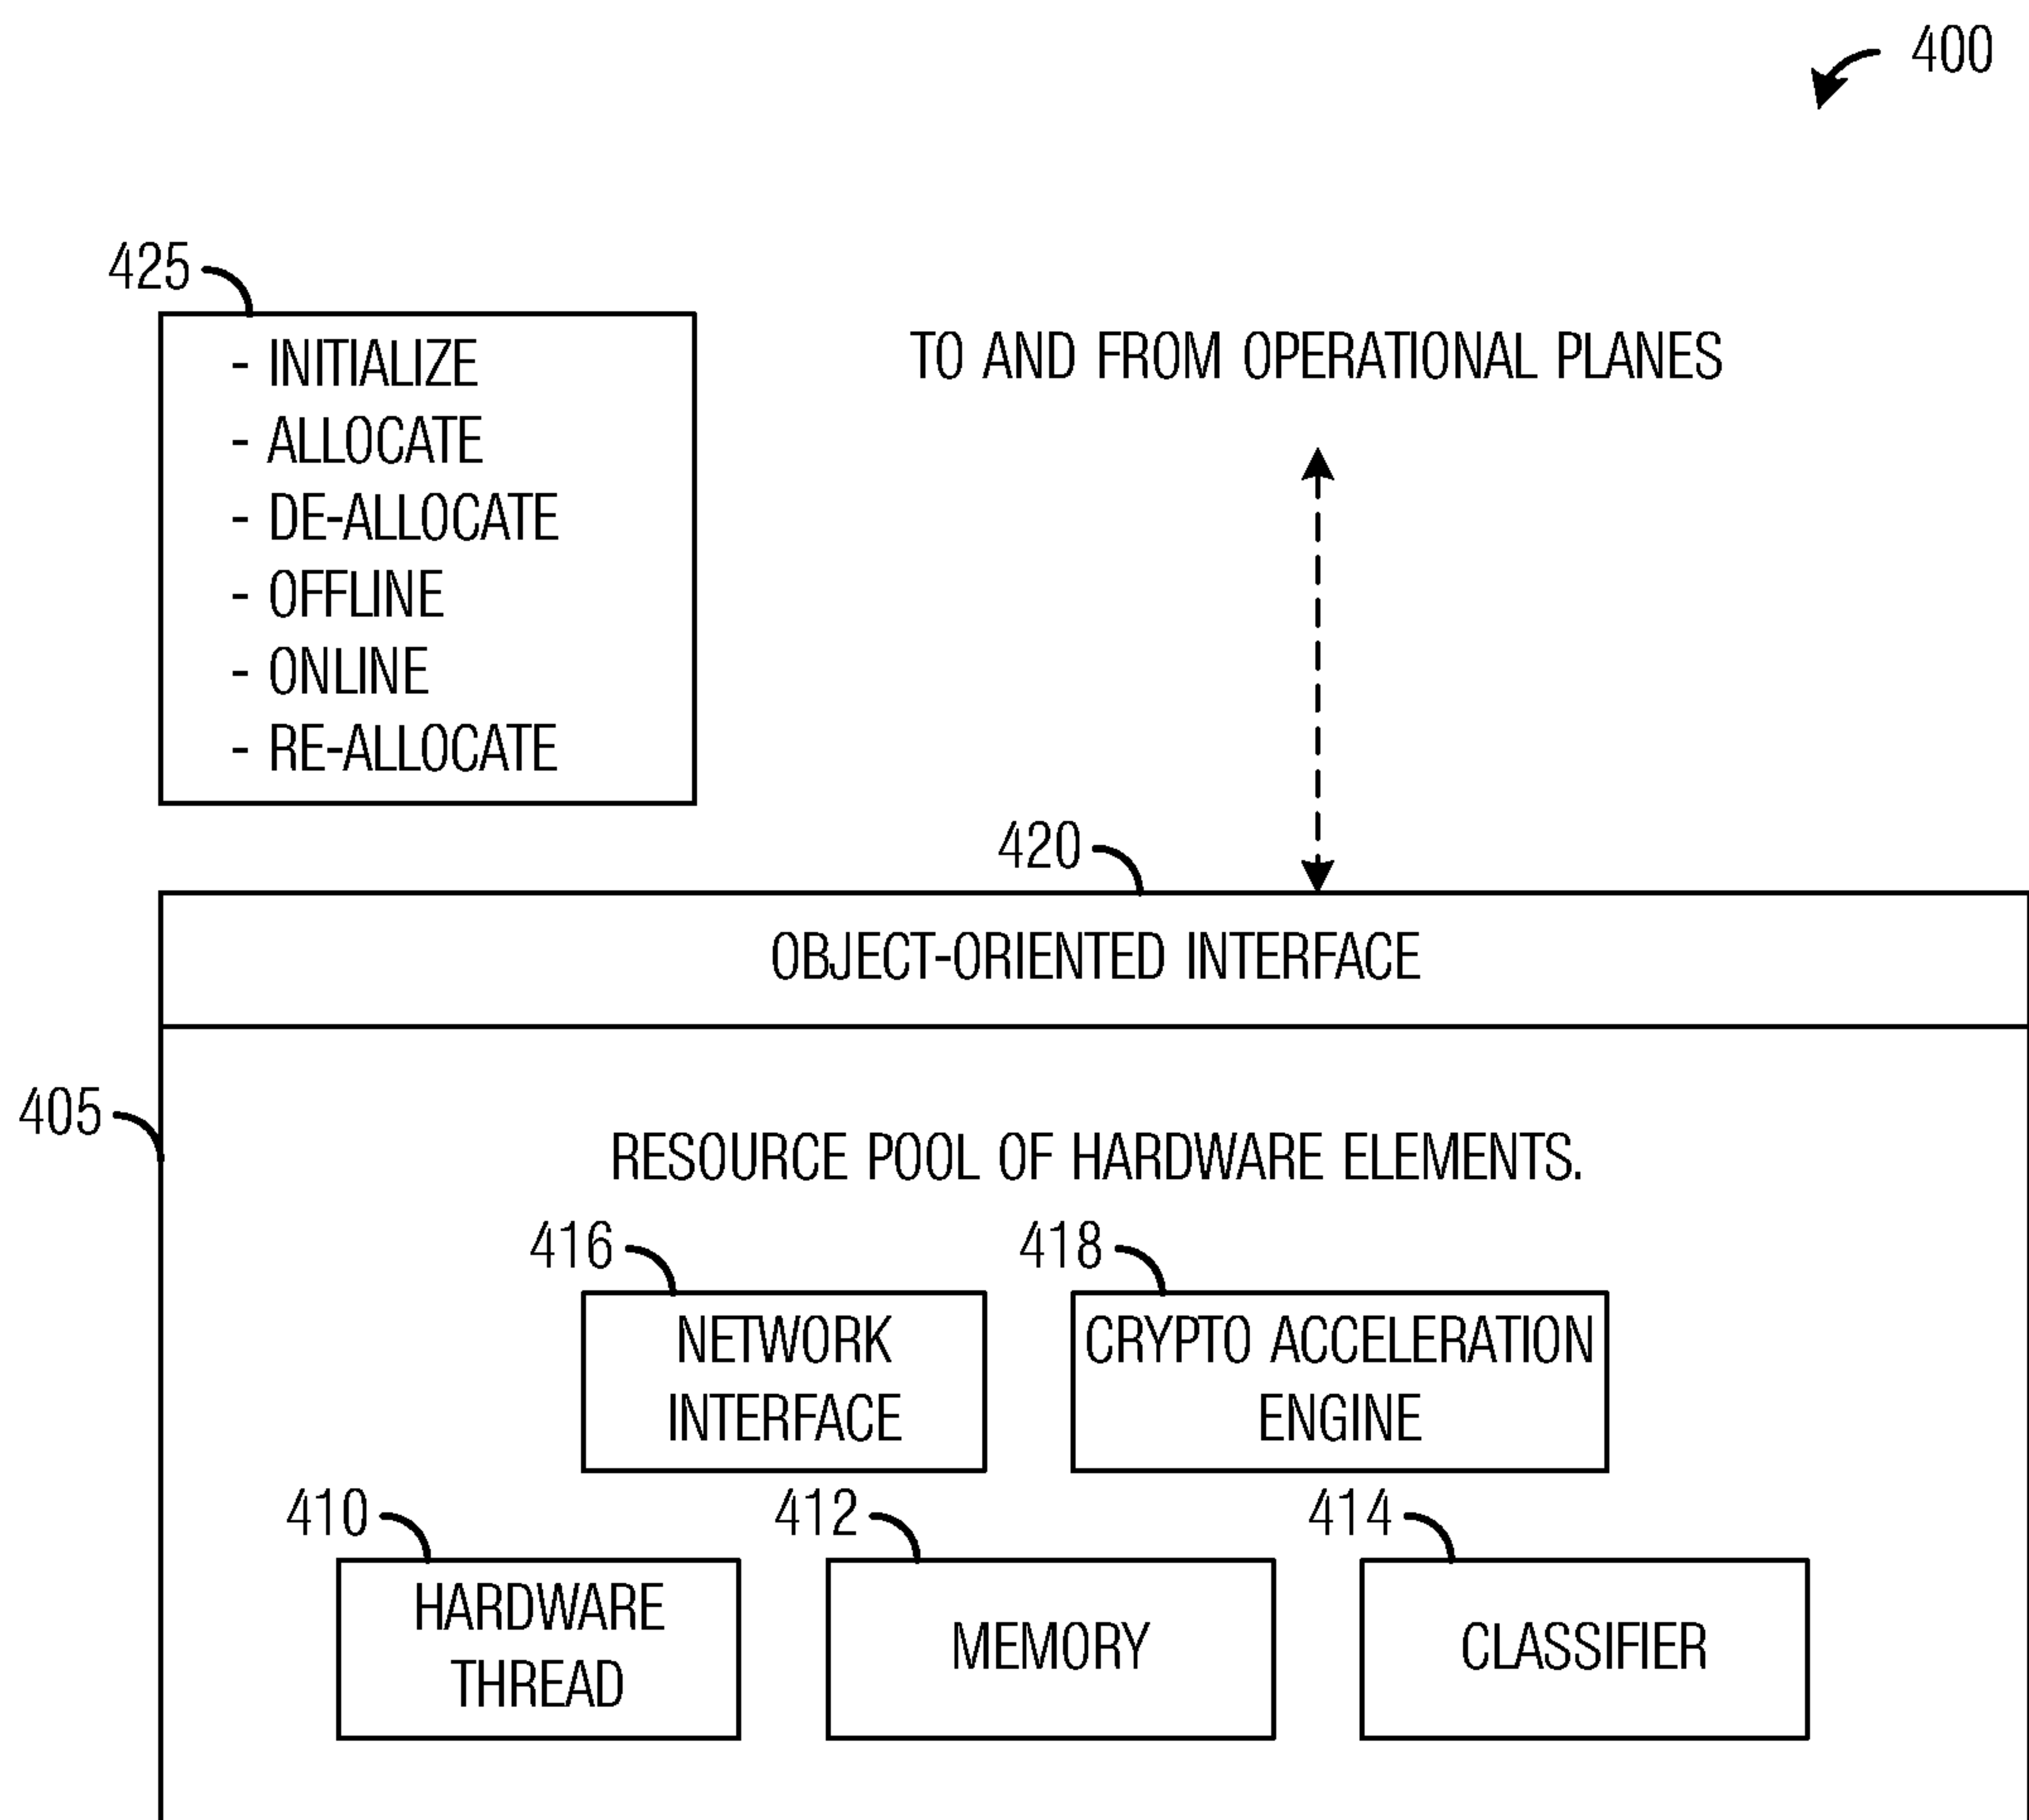 400
425
- INITIALIZE
- ALLOCATE
- DE-ALLOCATE
- OFFLINE
- ONLINE
- RE-ALLOCATE
TO AND FROM OPERATIONAL PLANES
420
OBJECT-ORIENTED INTERFACE
405
RESOURCE POOL OF HARDWARE ELEMENTS.
416
NETWORK
INTERFACE
418
CRYPTO ACCELERATION
ENGINE
410
HARDWARE
THREAD
412
MEMORY
414
CLASSIFIER